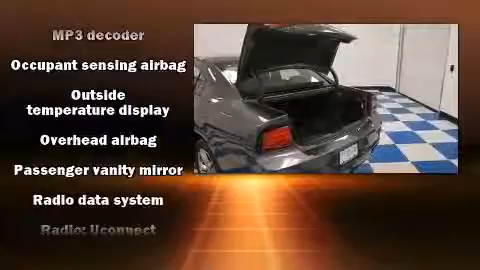 MP3 decoder
Occupant sensing airbag
Outside
temperature display
Overhead airbag
Passenger vanity mirror
Radio data system
Radio: Uconnect